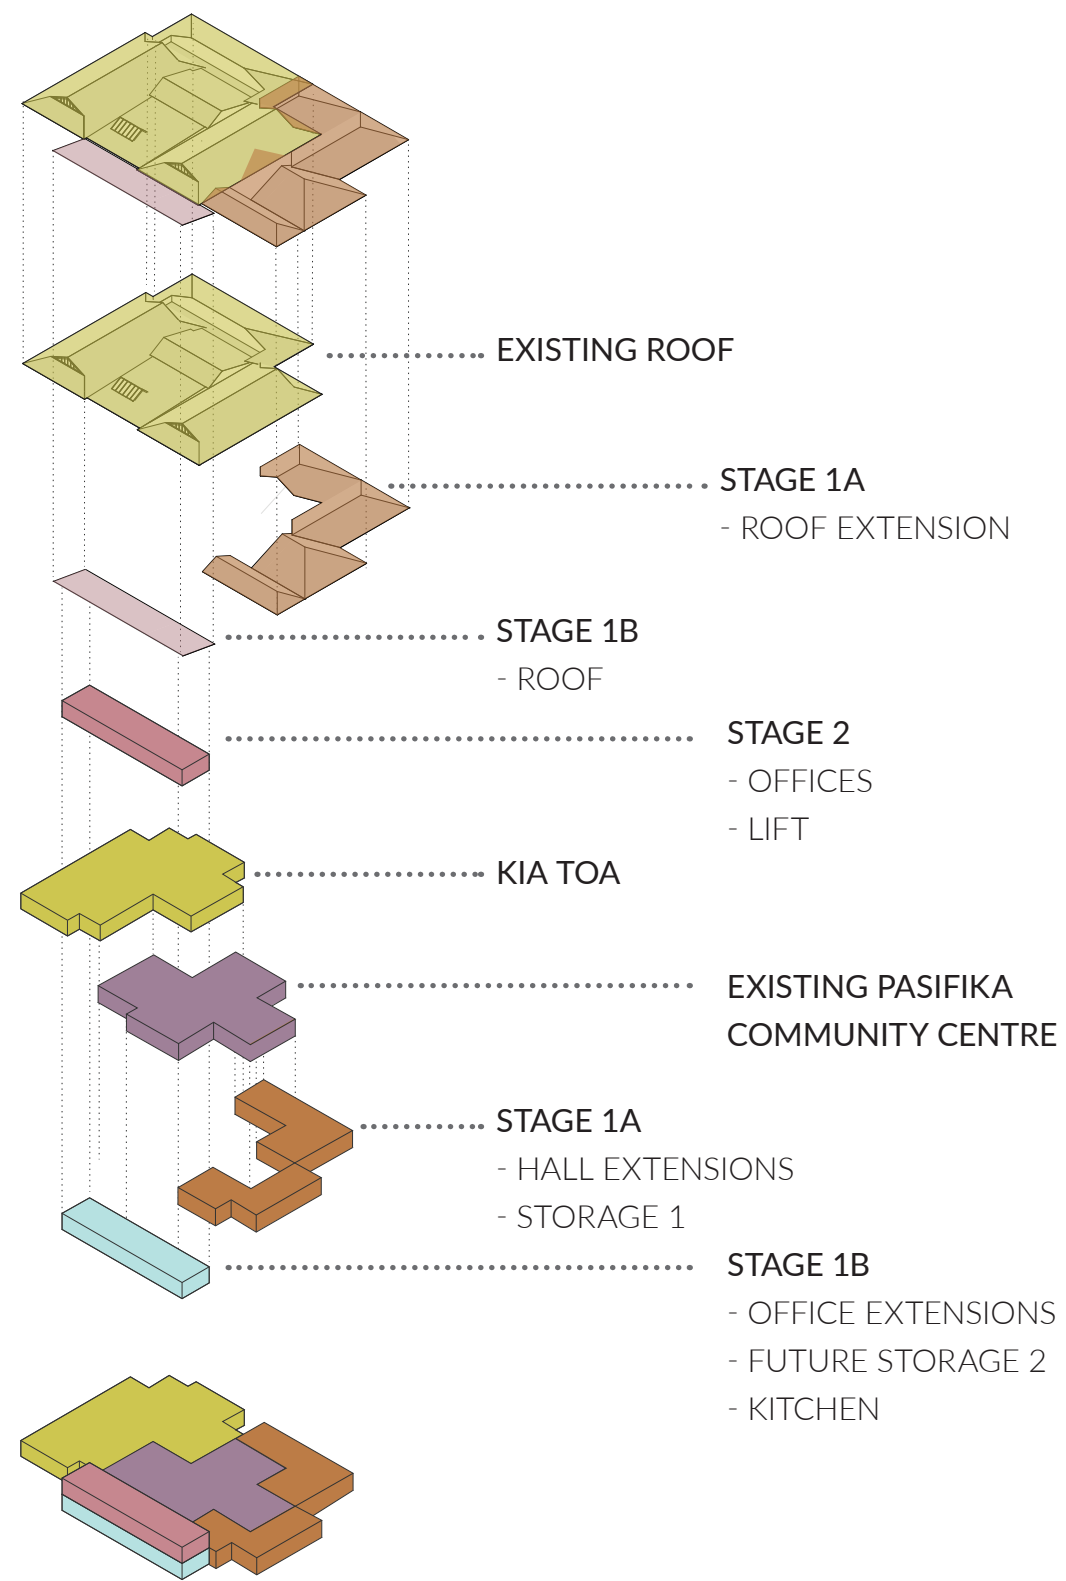 EXISTING ROOF
STAGE 1A
- ROOF EXTENSION
STAGE 1B
- ROOF
STAGE 2
- OFFICES
- LIFT
KIA TOA
EXISTING PASIFIKA
COMMUNITY CENTRE
STAGE 1A
- HALL EXTENSIONS
- STORAGE 1
STAGE 1B
- OFFICE EXTENSIONS
- FUTURE STORAGE 2
- KITCHEN